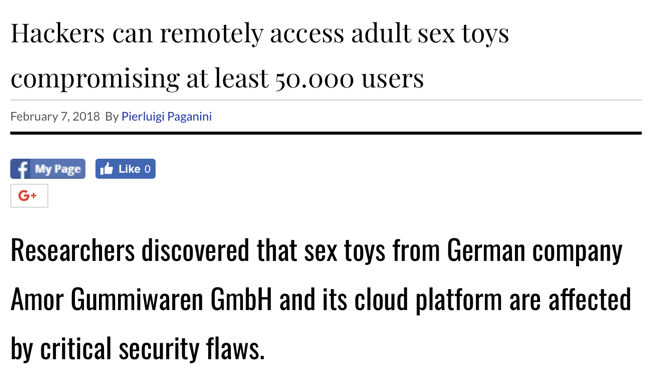 Hackers can remotely access adult sex toys
compromising at least 50.000 users
February 7, 2018 By Pierluigi Paganini
My Page Like 0
G+
Researchers discovered that sex toys from German company
Amor Gummiwaren GmbH and its cloud platform are affected
by critical security flaws.